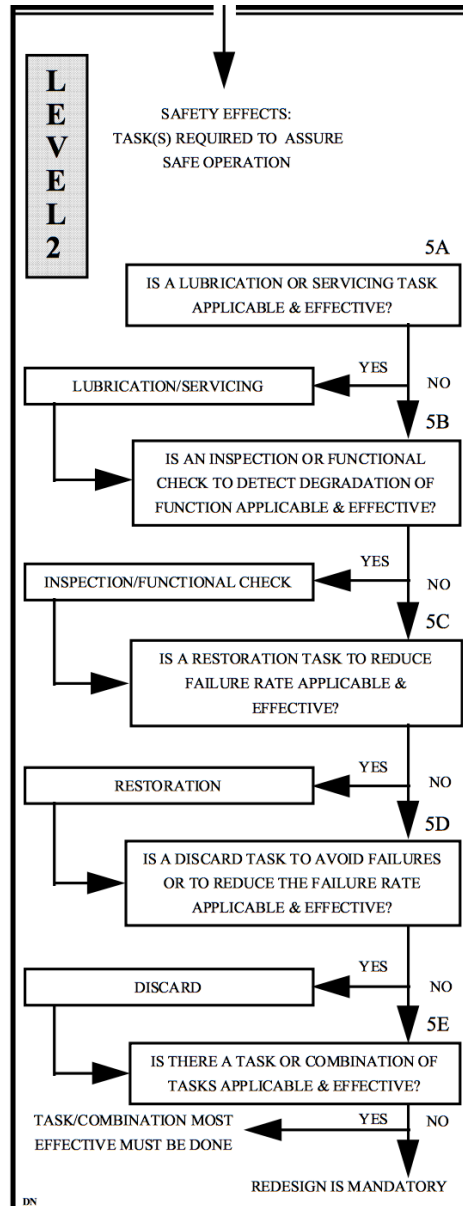 LEVEL 2
SAFETY EFFECTS:
TASK(S) REQUIRED TO ASSURE
SAFE OPERATION
5A
IS A LUBRICATION OR SERVICING TASK
APPLICABLE & EFFECTIVE?
YES
NO
LUBRICATION/SERVICING
5B
IS AN INSPECTION OR FUNCTIONAL
CHECK TO DETECT DEGRADATION OF
FUNCTION APPLICABLE & EFFECTIVE?
YES
NO
INSPECTION/FUNCTIONAL CHECK
5C
IS A RESTORATION TASK TO REDUCE
FAILURE RATE APPLICABLE &
EFFECTIVE?
YES
NO
RESTORATION
5D
IS A DISCARD TASK TO AVOID FAILURES
OR TO REDUCE THE FAILURE RATE
APPLICABLE & EFFECTIVE?
YES
NO
DISCARD
5E
IS THERE A TASK OR COMBINATION OF
TASKS APPLICABLE & EFFECTIVE?
YES
NO
TASK/COMBINATION MOST
EFFECTIVE MUST BE DONE
REDESIGN IS MANDATORY
DN